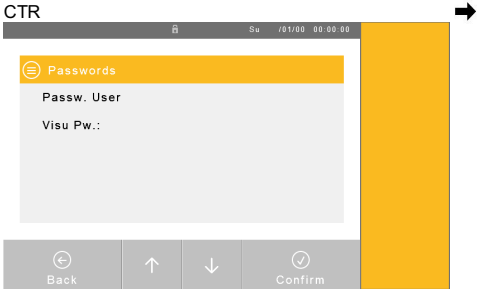 CTR
Su /01/00 00:00:00
Passwords
Passw. User
Visu Pw.:
Back Confirm